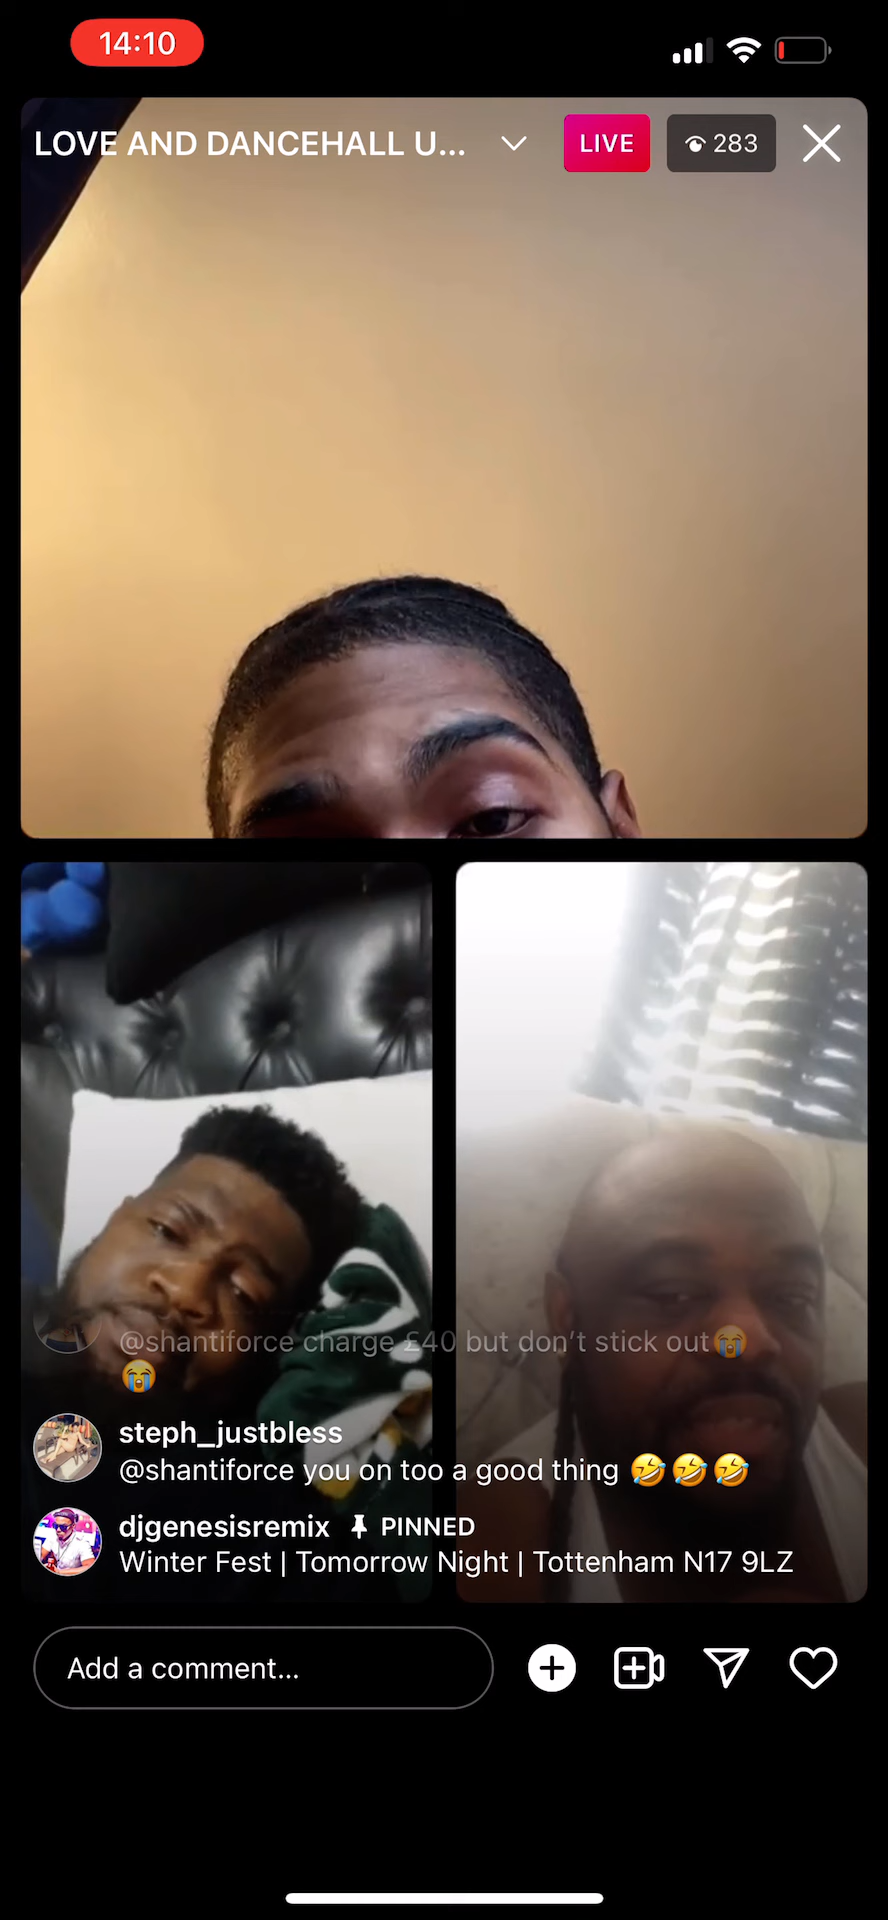 14:10
LOVE AND DANCEHALL U...
LIVE
283
@shantiforce charge £40 but don't stick out😭
😭
steph_justbless
@shantiforce you on too a good thing 🤣🤣🤣
djgenesisremix PINNED
Winter Fest | Tomorrow Night | Tottenham N17 9LZ
Add a comment...